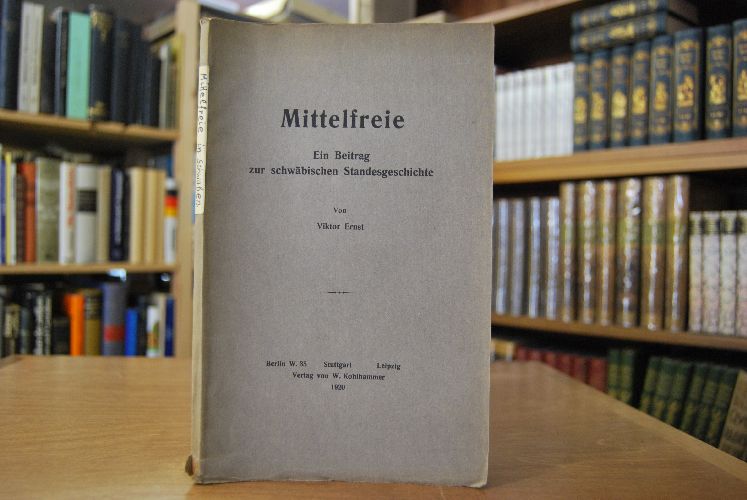 Mittelfreie in Schwaben
Mittelfreie
Ein Beitrag
zur schwäbischen Standesgeschichte
Von
Viktor Ernst
Berlin W. 35 Stuttgart Leipzig
Verlag von W. Kohlhammer
1920